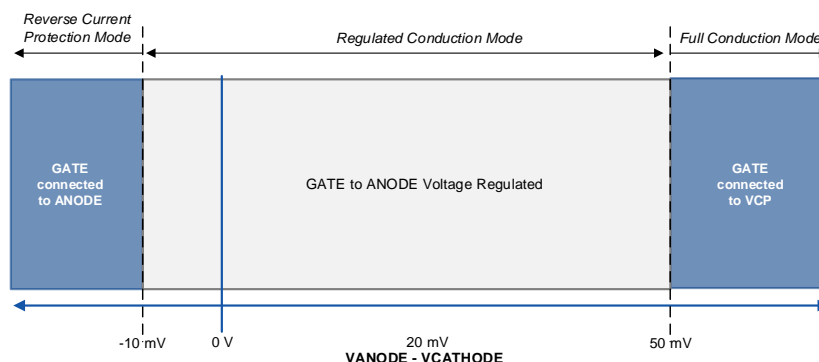 Reverse Current
Protection Mode
Regulated Conduction Mode
Full Conduction Mode
GATE
connected
to ANODE
GATE to ANODE Voltage Regulated
GATE
connected
to VCP
-10 mV
0 V
20 mV
50 mV
VANODE - VCATHODE